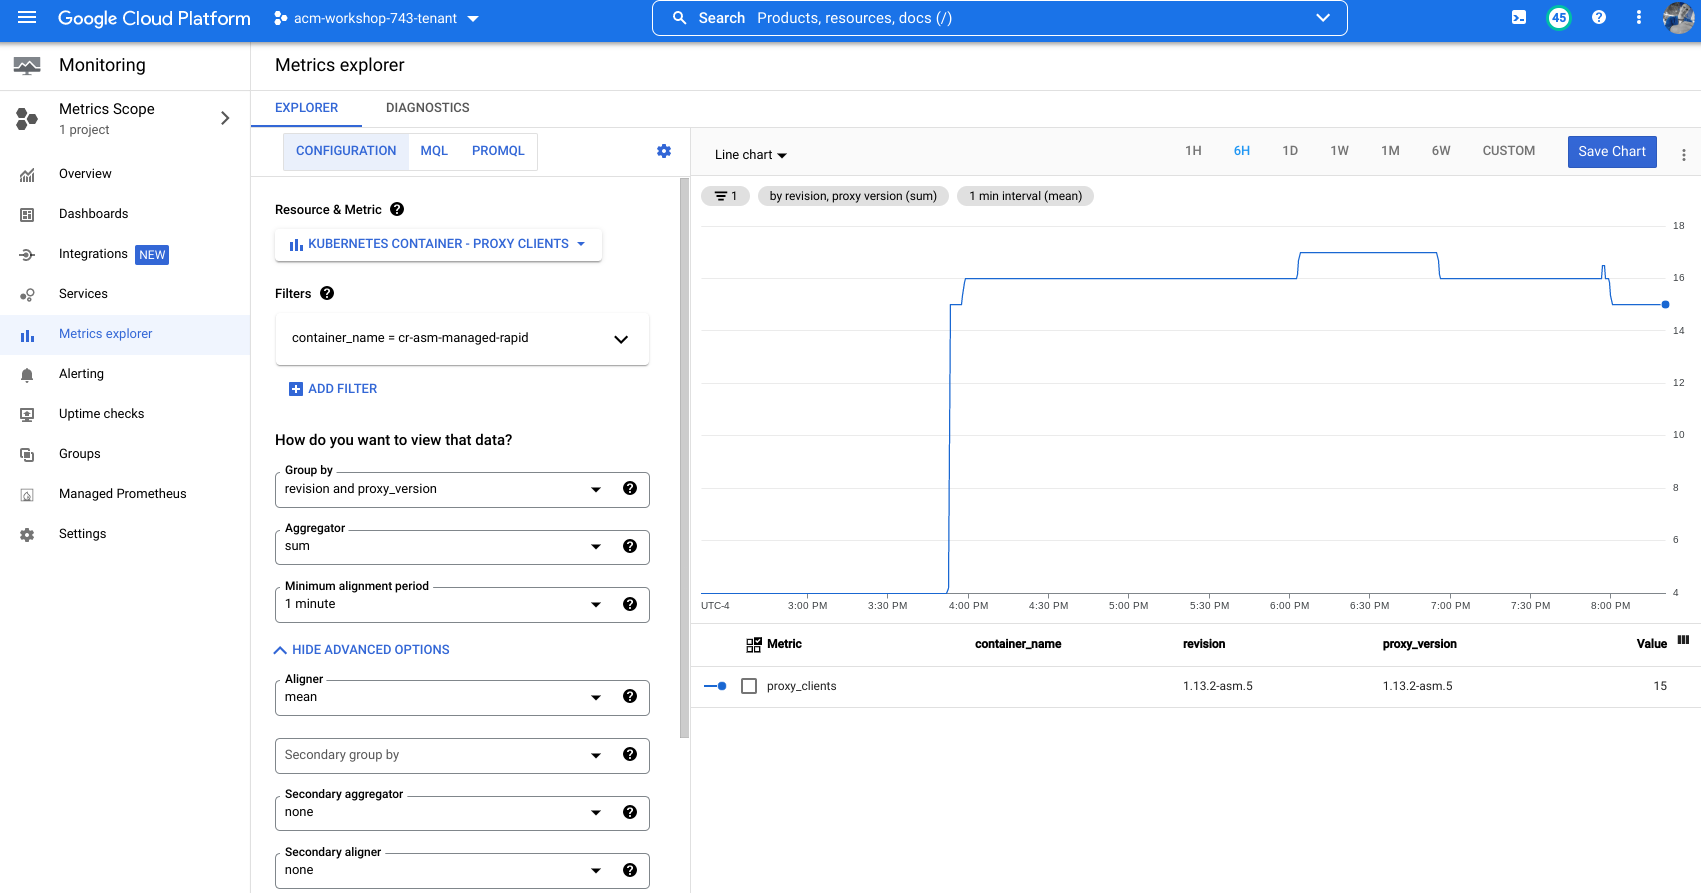 Google Cloud Platform
acm-workshop-743-tenant
Search Products, resources, docs (/)
45
Monitoring
Metrics Scope
1 project
Overview
Dashboards
Integrations NEW
Services
Metrics explorer
Alerting
Uptime checks
Groups
Managed Prometheus
Settings
Metrics explorer
EXPLORER DIAGNOSTICS
CONFIGURATION MQL PROMQL
Resource & Metric ?
KUBERNETES CONTAINER - PROXY CLIENTS
Filters ?
container_name = cr-asm-managed-rapid
ADD FILTER
How do you want to view that data?
Group by
revision and proxy_version
Aggregator
sum
Minimum alignment period
1 minute
HIDE ADVANCED OPTIONS
Aligner
mean
Secondary group by
Secondary aggregator
none
Secondary aligner
none
Line chart
1H 6H 1D 1W 1M 6W CUSTOM Save Chart
1 by revision, proxy version (sum) 1 min interval (mean)
18
16
14
12
10
8
6
4
UTC-4 3:00 PM 3:30 PM 4:00 PM 4:30 PM 5:00 PM 5:30 PM 6:00 PM 6:30 PM 7:00 PM 7:30 PM 8:00 PM
Metric container_name revision proxy_version Value
proxy_clients 1.13.2-asm.5 1.13.2-asm.5 15